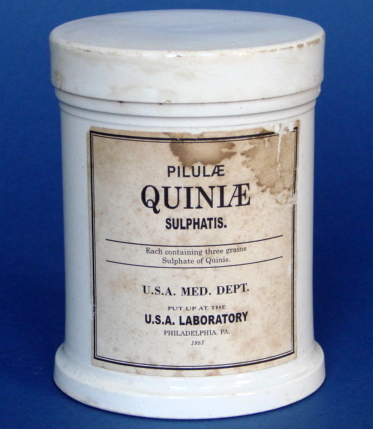 PILULÆ
QUINIÆ
SULPHATIS.
Each containing three grains
Sulphate of Quinia.
U.S.A. MED. DEPT.
PUT UP AT THE
U.S.A. LABORATORY
PHILADELPHIA, PA.
1863